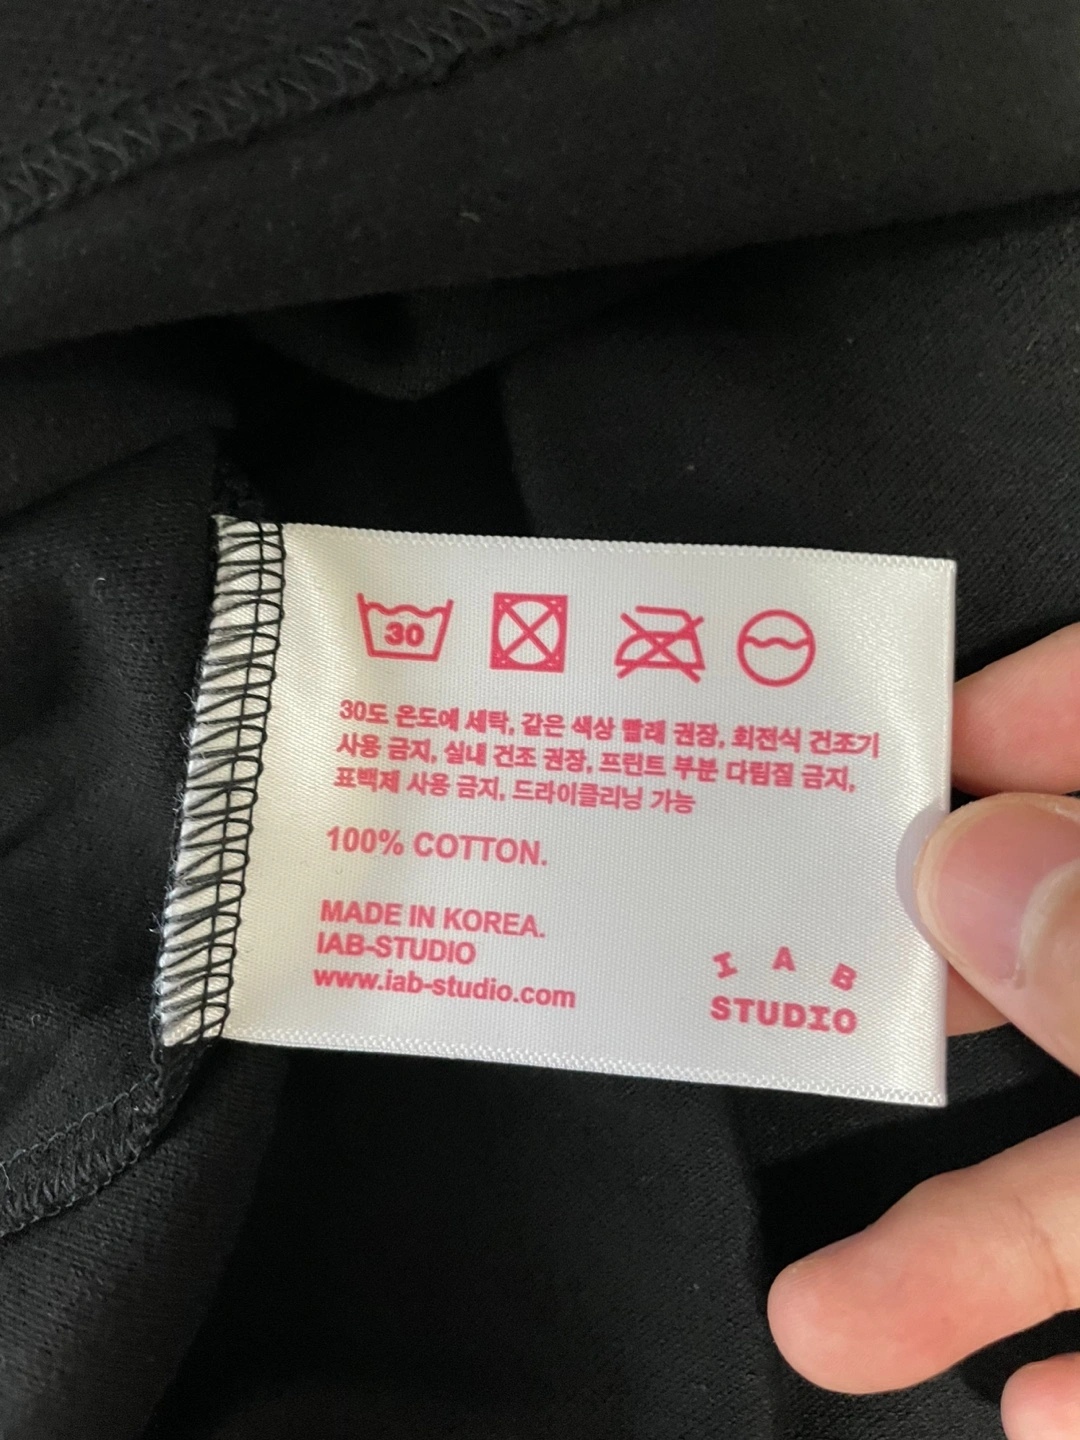 30
30도 온도에 세탁, 같은 색상 빨래 권장, 회전식 건조기
사용 금지, 실내 건조 권장, 프린트 부분 다림질 금지,
표백제 사용 금지, 드라이클리닝 가능
100% COTTON.
MADE IN KOREA.
IAB-STUDIO
www.iab-studio.com
I A B
STUDIO